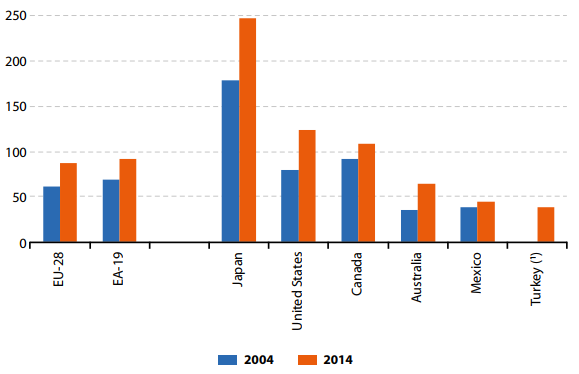 250
200
150
100
50
0
EU-28
EA-19
Japan
United States
Canada
Australia
Mexico
Turkey (¹)
2004
2014